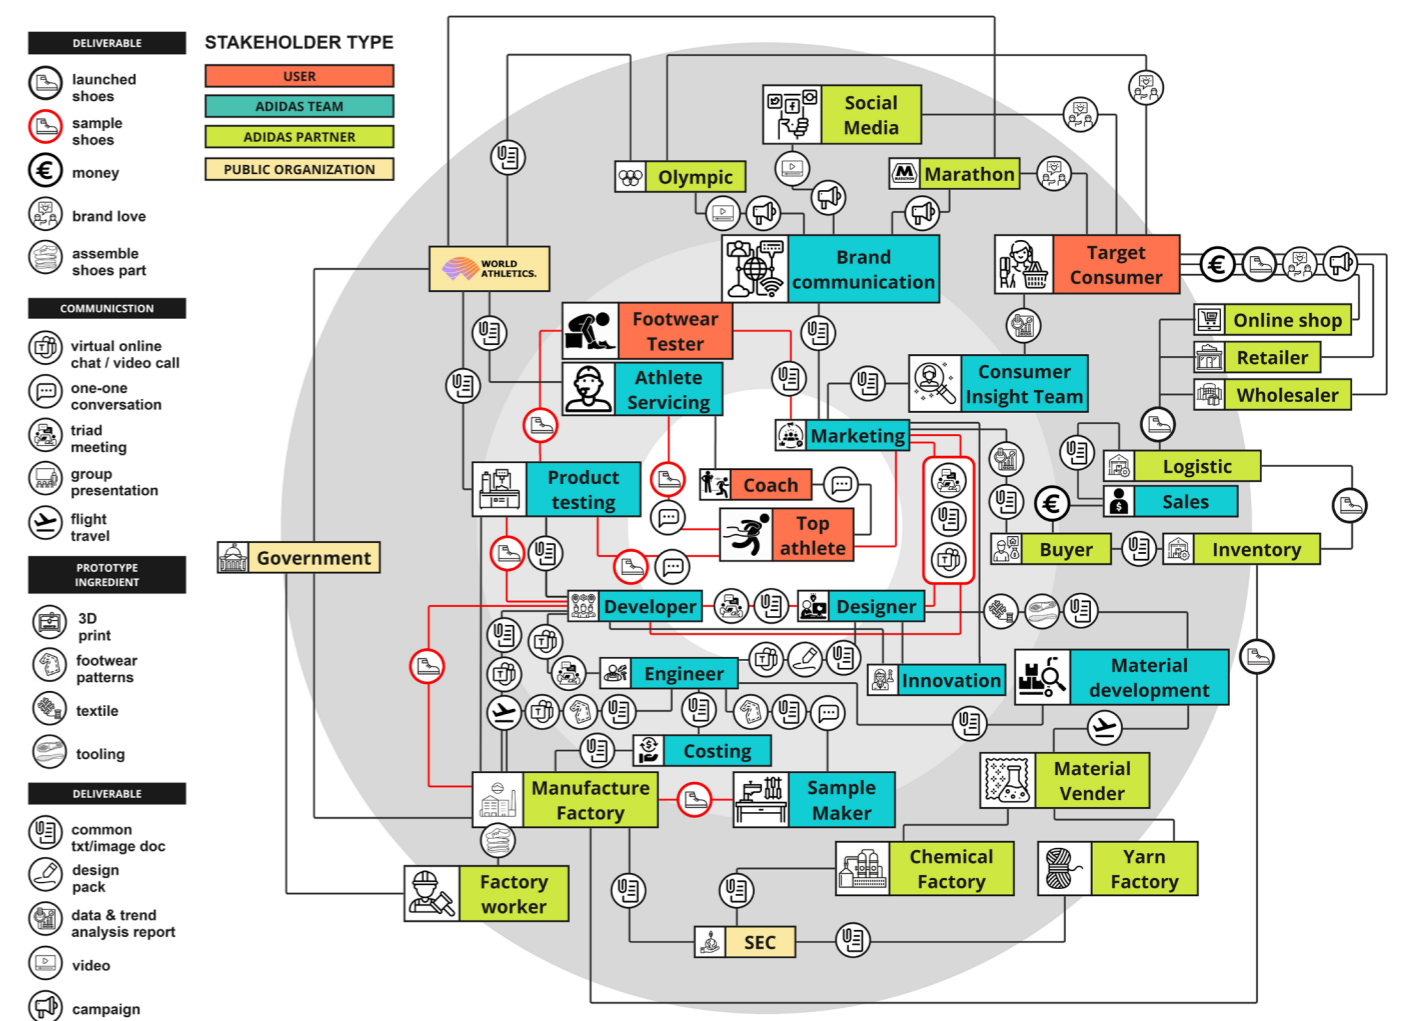 DELIVERABLE
launched
shoes
sample
shoes
money
brand love
assemble
shoes part
COMMUNICSTION
virtual online
chat / video call
one-one
conversation
triad
meeting
group
presentation
flight
travel
PROTOTYPE
INGREDIENT
3D
print
footwear
patterns
textile
tooling
DELIVERABLE
common
txt/image doc
design
pack
data & trend
analysis report
video
campaign
STAKEHOLDER TYPE
USER
ADIDAS TEAM
ADIDAS PARTNER
PUBLIC ORGANIZATION
Social
Media
Olympic
MARATHON
Marathon
WORLD
ATHLETICS.
Brand
communication
Target
Consumer
Footwear
Tester
Online shop
Retailer
Wholesaler
Athlete
Servicing
Consumer
Insight Team
Marketing
Logistic
Product
testing
Coach
Sales
Top
athlete
Buyer
Inventory
Government
Developer
Designer
Engineer
Innovation
Material
development
Costing
Manufacture
Factory
Sample
Maker
Material
Vender
Factory
worker
Chemical
Factory
Yarn
Factory
SEC